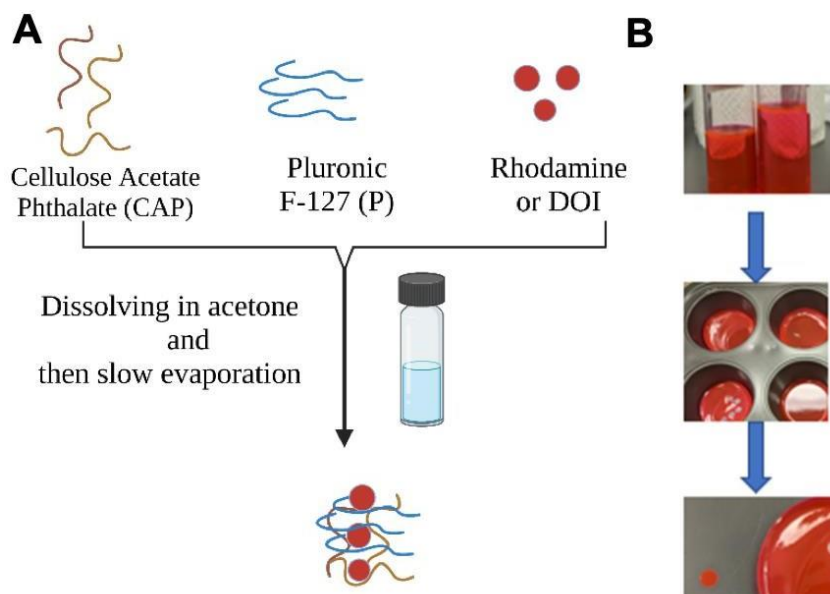 A
B
Cellulose Acetate
Phthalate (CAP)
Pluronic
F-127 (P)
Rhodamine
or DOI
Dissolving in acetone
and
then slow evaporation